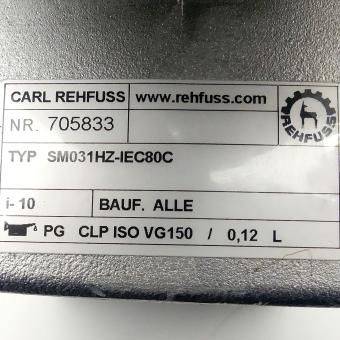 CARL REHFUSS www.rehfuss.com
REHFUSS
NR. 705833
TYP SM031HZ-IEC80C
i- 10 BAUF. ALLE
PG CLP ISO VG150 / 0,12 L